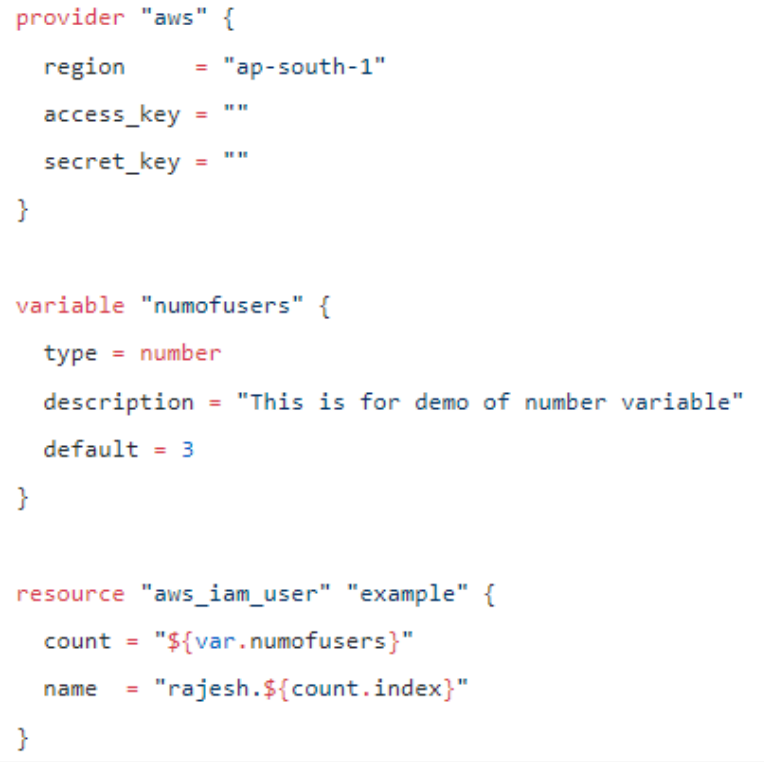 provider "aws" {
  region     = "ap-south-1"
  access_key = ""
  secret_key = ""
}
variable "numofusers" {
  type = number
  description = "This is for demo of number variable"
  default = 3
}
resource "aws_iam_user" "example" {
  count = "${var.numofusers}"
  name  = "rajesh.${count.index}"
}